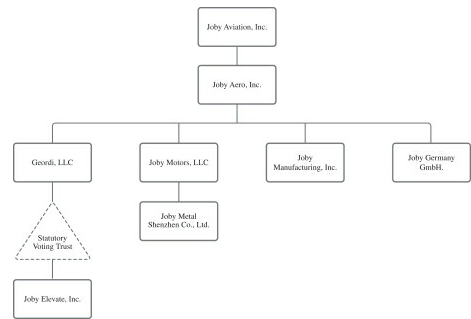 Joby Aviation, Inc.
Joby Aero, Inc.
Geordi, LLC
Joby Motors, LLC
Joby
Manufacturing, Inc.
Joby Germany
GmbH.
Joby Metal
Shenzhen Co., Ltd.
Statutory
Voting Trust
Joby Elevate, Inc.